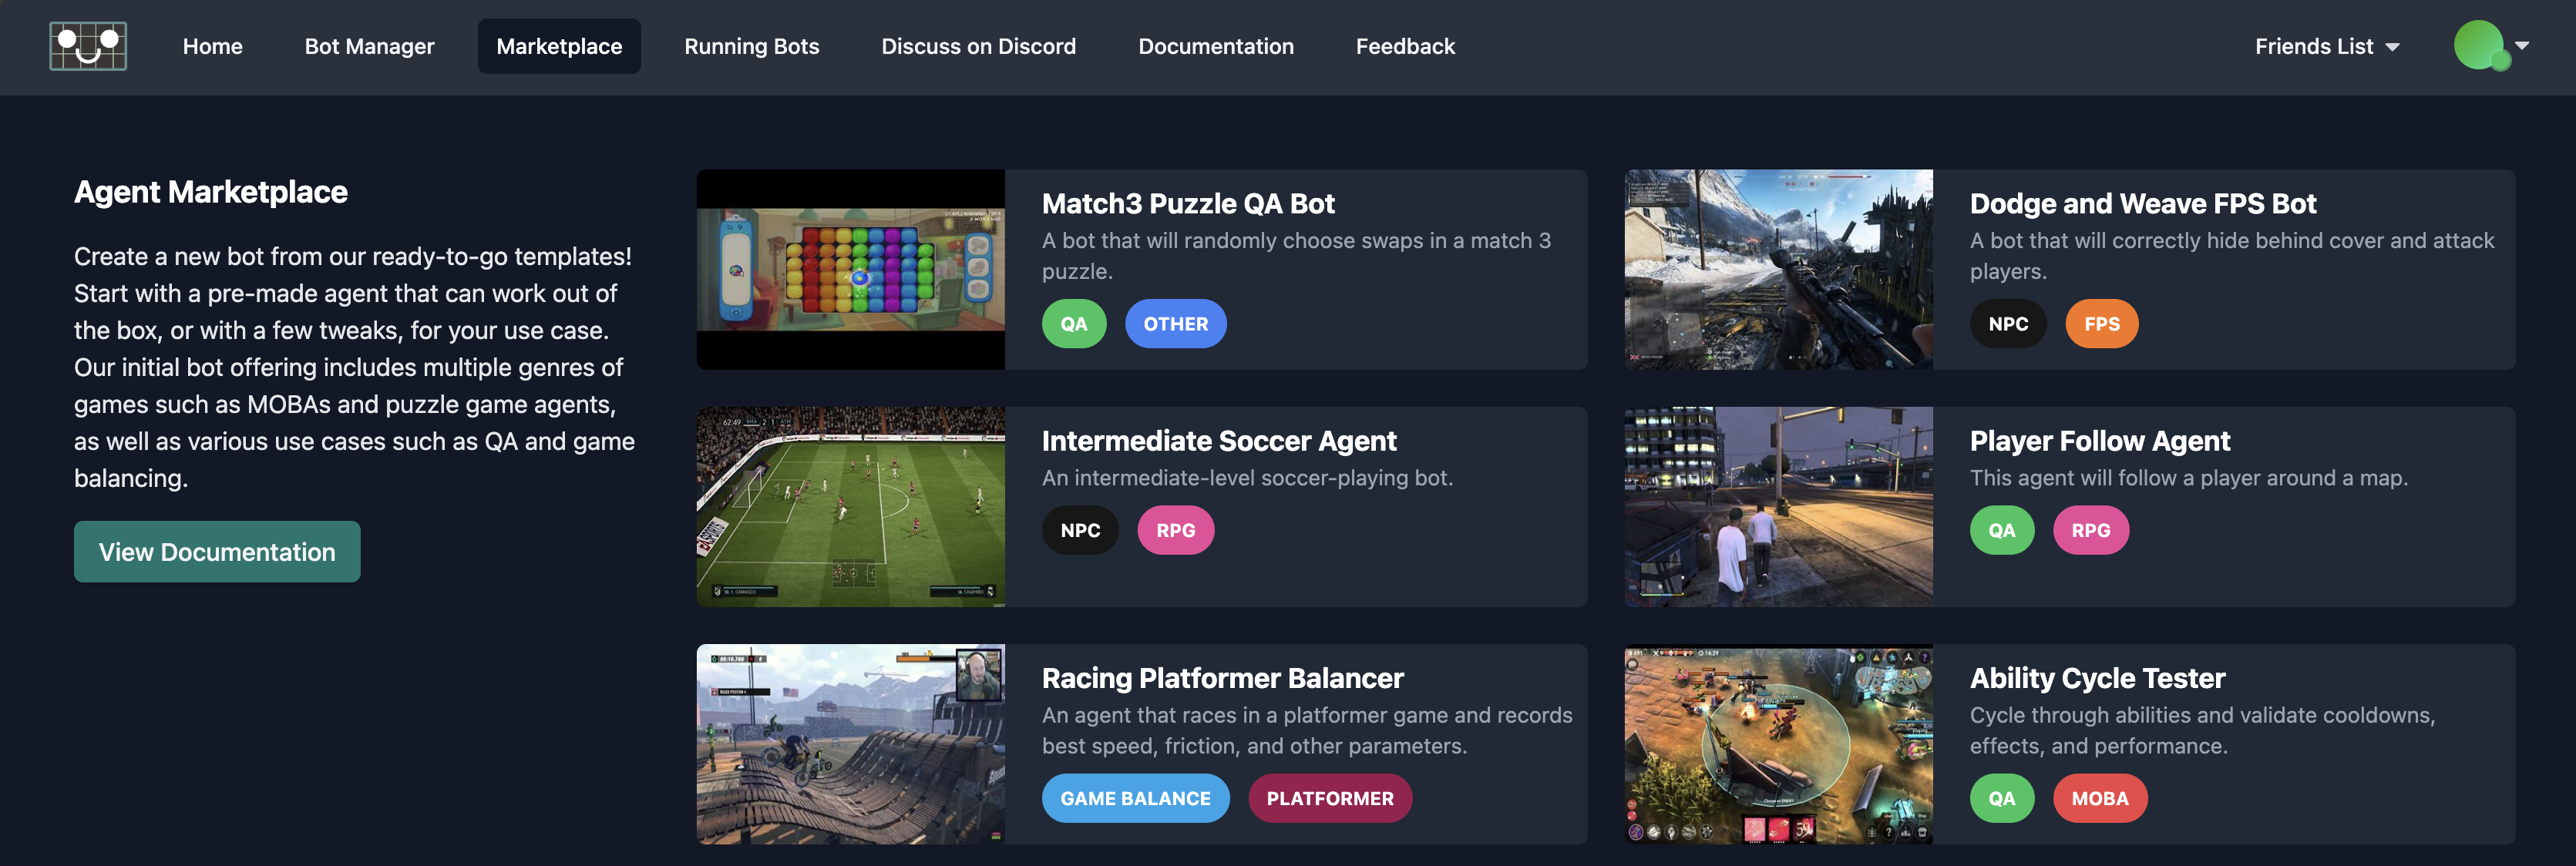 Home
Bot Manager
Marketplace
Running Bots
Discuss on Discord
Documentation
Feedback
Friends List
Agent Marketplace
Create a new bot from our ready-to-go templates!
Start with a pre-made agent that can work out of
the box, or with a few tweaks, for your use case.
Our initial bot offering includes multiple genres of
games such as MOBAs and puzzle game agents,
as well as various use cases such as QA and game
balancing.
View Documentation
Match3 Puzzle QA Bot
A bot that will randomly choose swaps in a match 3
puzzle.
QA
OTHER
Dodge and Weave FPS Bot
A bot that will correctly hide behind cover and attack
players.
NPC
FPS
62:49
2 1
Intermediate Soccer Agent
An intermediate-level soccer-playing bot.
NPC
RPG
Player Follow Agent
This agent will follow a player around a map.
QA
RPG
Racing Platformer Balancer
An agent that races in a platformer game and records
best speed, friction, and other parameters.
GAME BALANCE
PLATFORMER
Ability Cycle Tester
Cycle through abilities and validate cooldowns,
effects, and performance.
QA
MOBA